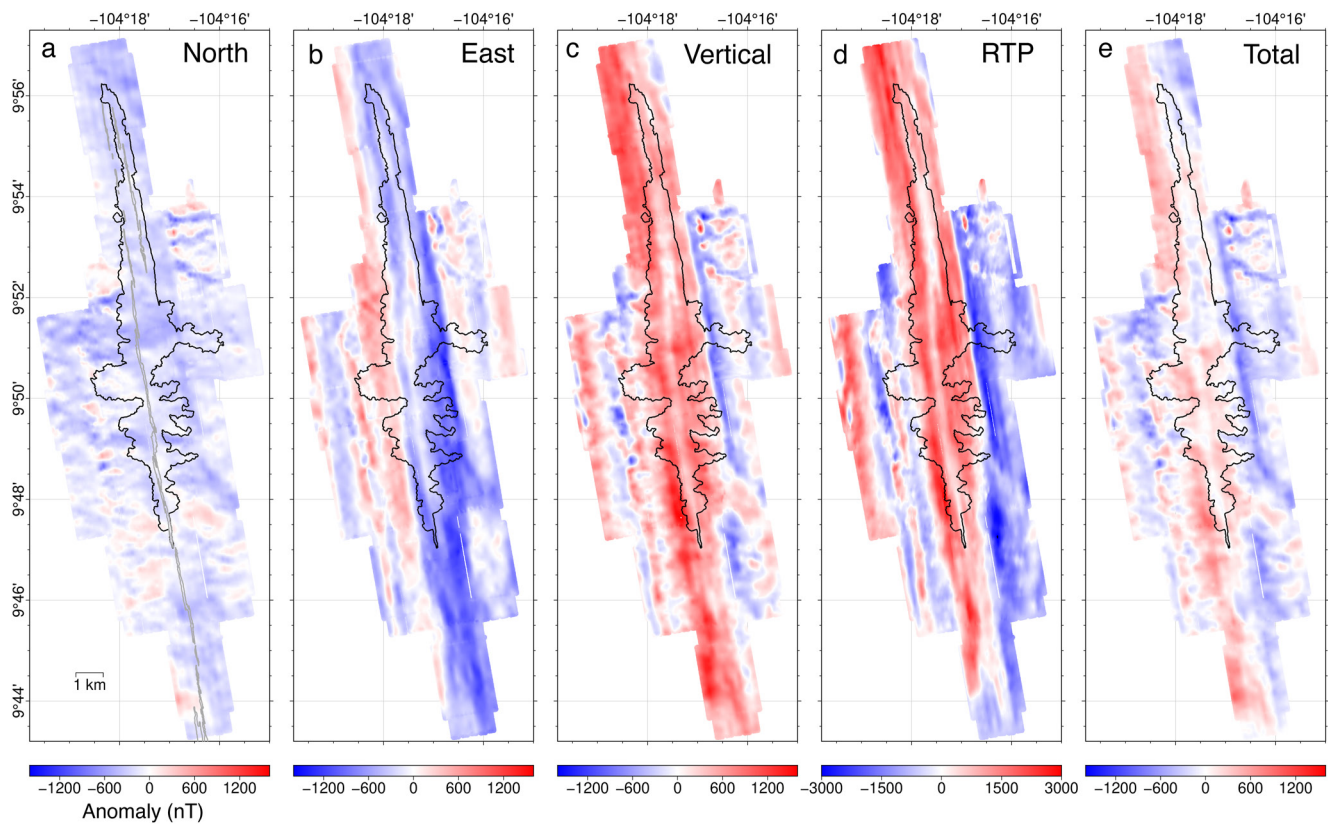 −104°18' −104°16' −104°18' −104°16' −104°18' −104°16' −104°18' −104°16' −104°18' −104°16'
a North b East c Vertical d RTP e Total
9°56'
9°54'
9°52'
9°50'
9°48'
9°46'
9°44'
1 km
−1200 −600 0 600 1200 −1200 −600 0 600 1200 −1200 −600 0 600 1200 −3000 −1500 0 1500 3000 −1200 −600 0 600 1200
Anomaly (nT)